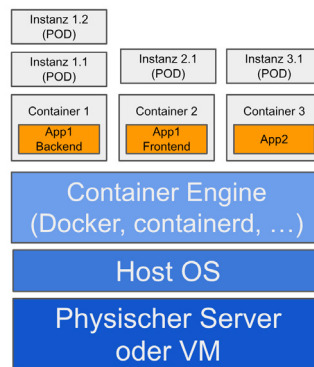 Instanz 1.2
(POD)
Instanz 1.1
(POD)
Instanz 2.1
(POD)
Instanz 3.1
(POD)
Container 1
App1
Backend
Container 2
App1
Frontend
Container 3
App2
Container Engine
(Docker, containerd, …)
Host OS
Physischer Server
oder VM